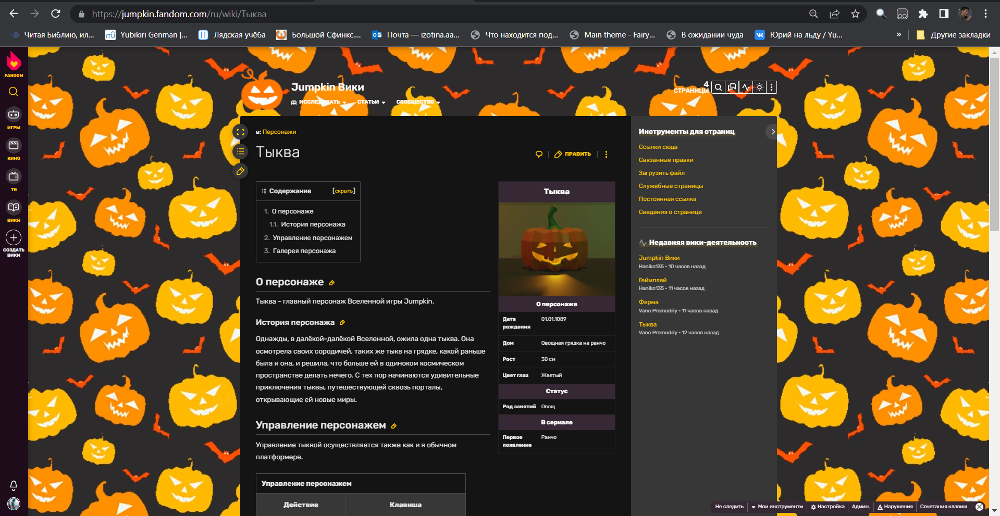 https://jumpkin.fandom.com/ru/wiki/Тыква
Читая Библию, ил...
Yubikiri Genman |...
Лядская учёба
Большой Сфинкс....
Почта — izotina.aa...
Что находится под...
Main theme - Fairy...
В ожидании чуда
Юрий на льду / Yu...
»
Другие закладки
FANDOM
ИГРЫ
КИНО
ТВ
ВИКИ
СОЗДАТЬ
ВИКИ
Jumpkin Вики
ИССЛЕДОВАТЬ
СТАТЬИ
СООБЩЕСТВО
4
СТРАНИЦЫ
в: Персонажи
Тыква
ПРАВИТЬ
Содержание [скрыть]
1. О персонаже
1.1. История персонажа
2. Управление персонажем
3. Галерея персонажа
О персонаже
Тыква - главный персонаж Вселенной игры Jumpkin.
История персонажа
Однажды, в далёкой-далёкой Вселенной, ожила одна тыква. Она
осмотрела своих сородичей, таких же тыкв на грядке, какой раньше
была и она, и решила, что больше ей в одиноком космическом
пространстве делать нечего. С тех пор начинаются удивительные
приключения тыквы, путешествующей сквозь порталы,
открывающие ей новые миры.
Управление персонажем
Управление тыквой осуществляется также как и в обычном
платформере.
Управление персонажем
Действие Клавиша
Тыква
О персонаже
Дата
рождения
01.01.1089
Дом Овощная грядка на ранчо
Рост 30 см
Цвет глаз Желтый
Статус
Род занятий Овощ
В сериале
Первое
появление
Ранчо
Инструменты для страниц
Ссылки сюда
Связанные правки
Загрузить файл
Служебные страницы
Постоянная ссылка
Сведения о странице
Недавняя вики-деятельность
Jumpkin Вики
Haniko135 • 10 часов назад
Геймплей
Haniko135 • 11 часов назад
Ферма
Vano Premudriy • 11 часов назад
Тыква
Vano Premudriy • 12 часов назад
Не следить
Мои инструменты
Настройка
Админ.
Нарушения
Сочетания клавиш